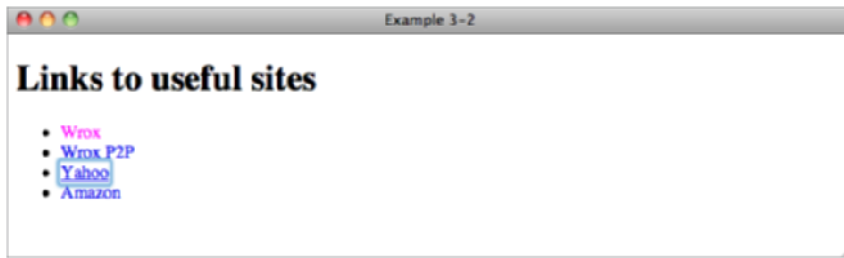 Example 3-2
Links to useful sites
Wrox
Wrox P2P
Yahoo
Amazon